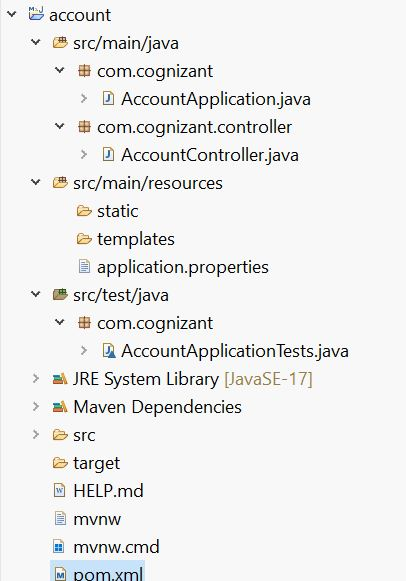 account
src/main/java
com.cognizant
AccountApplication.java
com.cognizant.controller
AccountController.java
src/main/resources
static
templates
application.properties
src/test/java
com.cognizant
AccountApplicationTests.java
JRE System Library [JavaSE-17]
Maven Dependencies
src
target
HELP.md
mvnw
mvnw.cmd
pom.xml